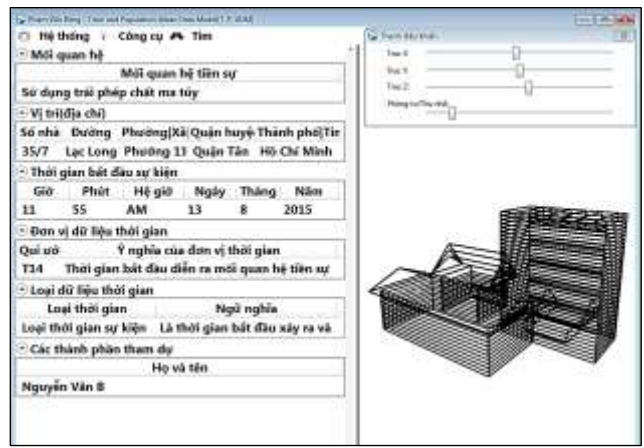 Hệ thống Công cụ Tìm
Mối quan hệ
Mối quan hệ tiền sự
Sử dụng trái phép chất ma túy
Vị trí(địa chỉ)
Số nhà Đường Phường|Xã Quận huyệ Thành phố|Tỉr
35/7 Lạc Long Phường 11 Quận Tân Hồ Chí Minh
Thời gian bắt đầu sự kiện
Giờ Phút Hệ giờ Ngày Tháng Năm
11 55 AM 13 8 2015
Đơn vị dữ liệu thời gian
Qui ướ Ý nghĩa của đơn vị thời gian
T14 Thời gian bắt đầu diễn ra mối quan hệ tiền sự
Loại dữ liệu thời gian
Loại thời gian Ngữ nghĩa
Loại thời gian sự kiện Là thời gian bắt đầu xảy ra và
Các thành phần tham dự
Họ và tên
Nguyễn Văn B
Trục X
Trục Y
Trục Z